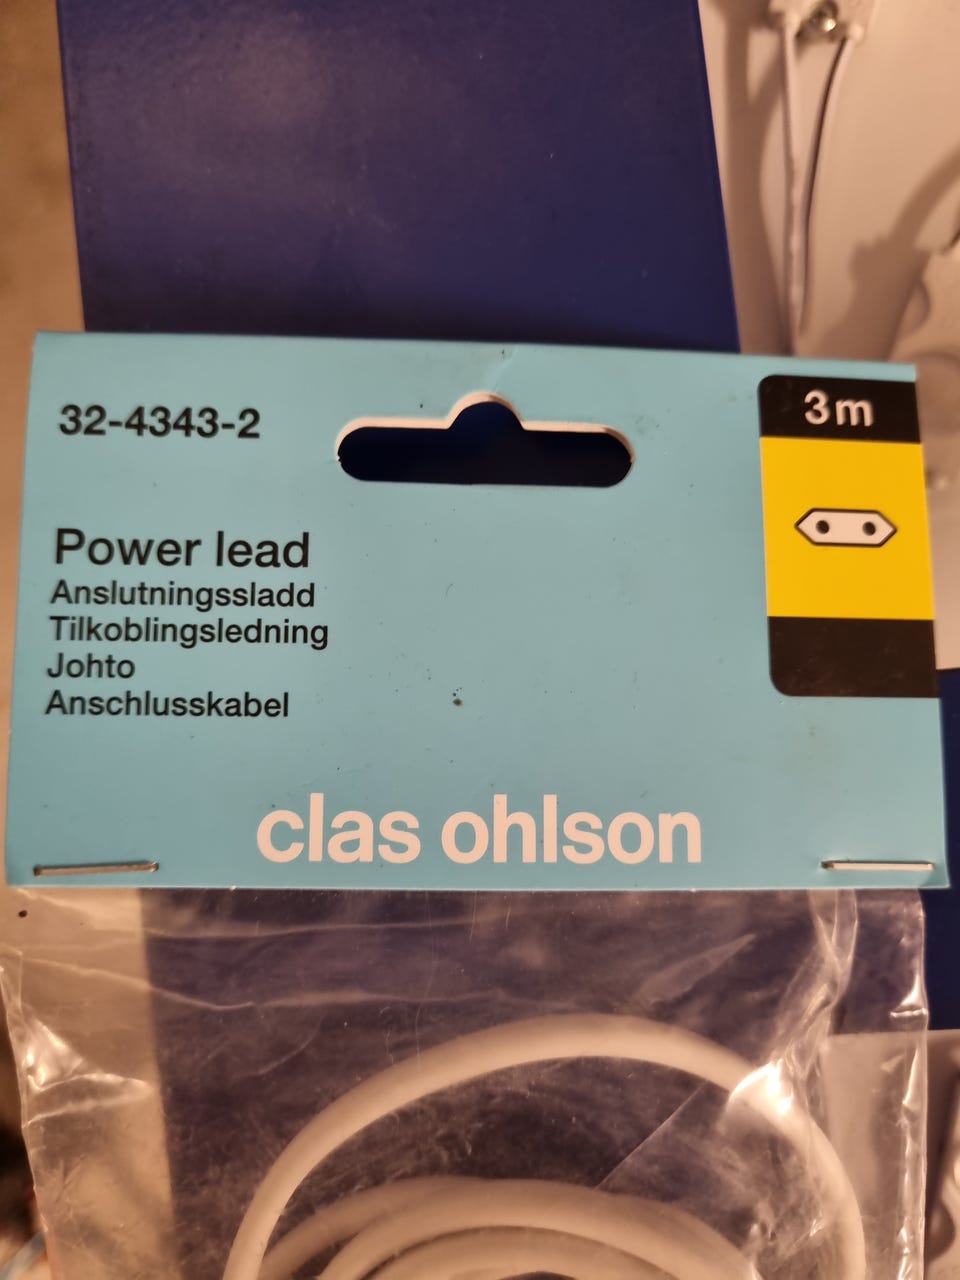 32-4343-2
3 m
Power lead
Anslutningssladd
Tilkoblingsledning
Johto
Anschlusskabel
clas ohlson